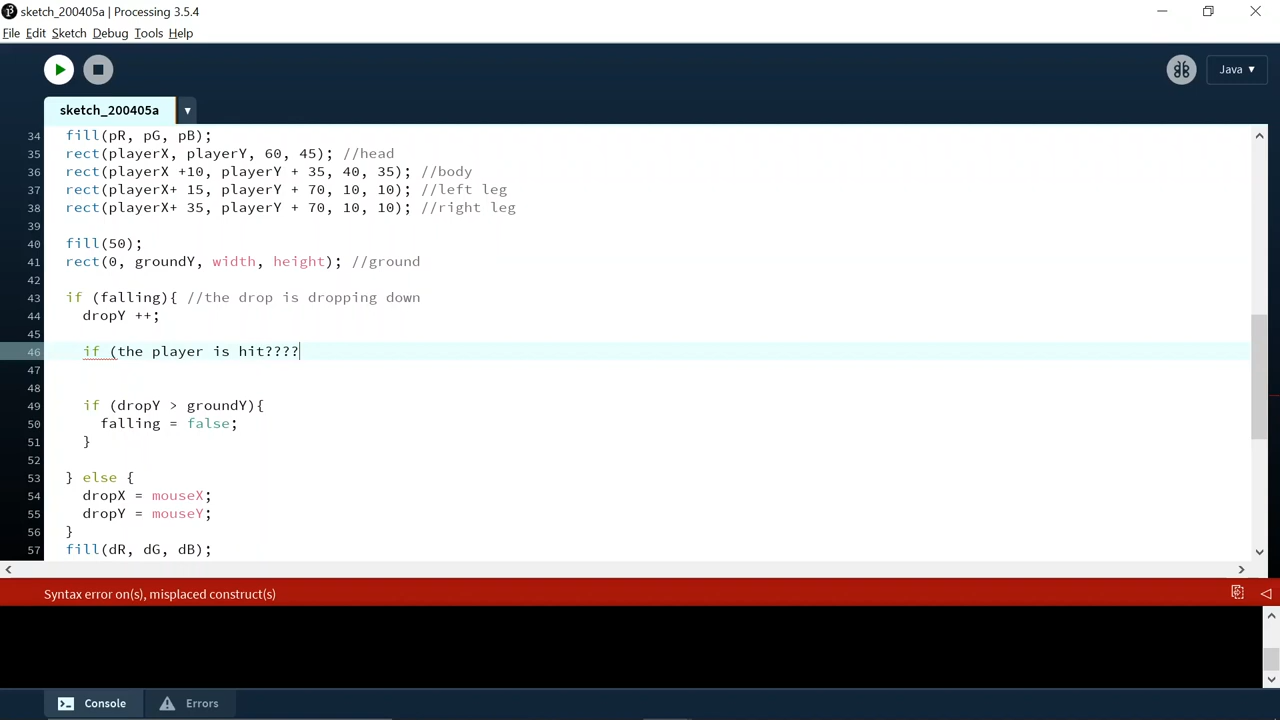 sketch_200405a | Processing 3.5.4
File Edit Sketch Debug Tools Help
Java ▾
sketch_200405a ▾
34 fill(pR, pG, pB);
35 rect(playerX, playerY, 60, 45); //head
36 rect(playerX +10, playerY + 35, 40, 35); //body
37 rect(playerX+ 15, playerY + 70, 10, 10); //left leg
38 rect(playerX+ 35, playerY + 70, 10, 10); //right leg
39
40 fill(50);
41 rect(0, groundY, width, height); //ground
42
43 if (falling){ //the drop is dropping down
44 dropY ++;
45
46 if (the player is hit????
47
48
49 if (dropY > groundY){
50 falling = false;
51 }
52
53 } else {
54 dropX = mouseX;
55 dropY = mouseY;
56 }
57 fill(dR, dG, dB);
Syntax error on(s), misplaced construct(s)
Console Errors